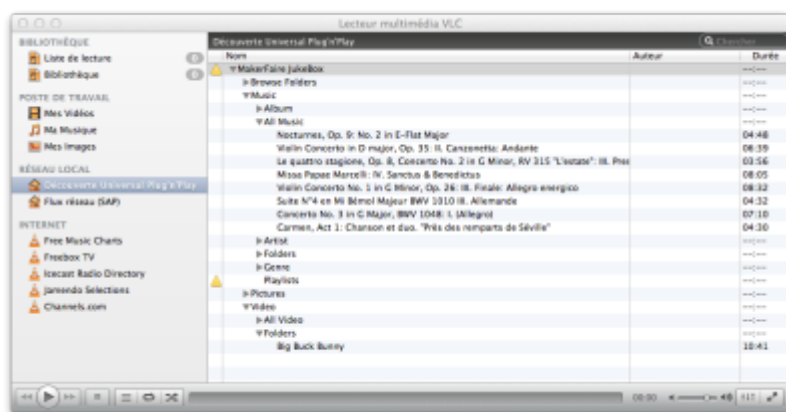 Lecteur multimédia VLC
BIBLIOTHÈQUE
Liste de lecture 0
Bibliothèque 0
POSTE DE TRAVAIL
Mes Vidéos
Ma Musique
Mes Images
RÉSEAU LOCAL
Découverte Universal Plug'n'Play
Flux réseau (SAP)
INTERNET
Free Music Charts
Freebox TV
Icecast Radio Directory
Jamendo Selections
Channels.com
Découverte Universal Plug'n'Play Chercher
Nom Auteur Durée
MakerFaire JukeBox --:--
Browse Folders --:--
Music --:--
Album --:--
All Music --:--
Nocturnes, Op. 9: No. 2 in E-Flat Major 04:48
Violin Concerto in D major, Op. 35: II. Canzonetta: Andante 06:39
Le quattro stagione, Op. 8, Concerto No. 2 in G Minor, RV 315 "L'estate": III. Pres 03:56
Missa Papae Marcelli: IV. Sanctus & Benedictus 08:05
Violin Concerto No. 1 in G Minor, Op. 26: III. Finale: Allegro energico 08:32
Suite N°4 en Mi Bémol Majeur BWV 1010 III. Allemande 04:32
Concerto No. 3 in G Major, BWV 1048: I. (Allegro) 07:10
Carmen, Act 1: Chanson et duo. "Près des remparts de Séville" 04:30
Artist --:--
Folders --:--
Genre --:--
Playlists --:--
Pictures --:--
Video --:--
All Video --:--
Folders --:--
Big Buck Bunny 10:41
00:00